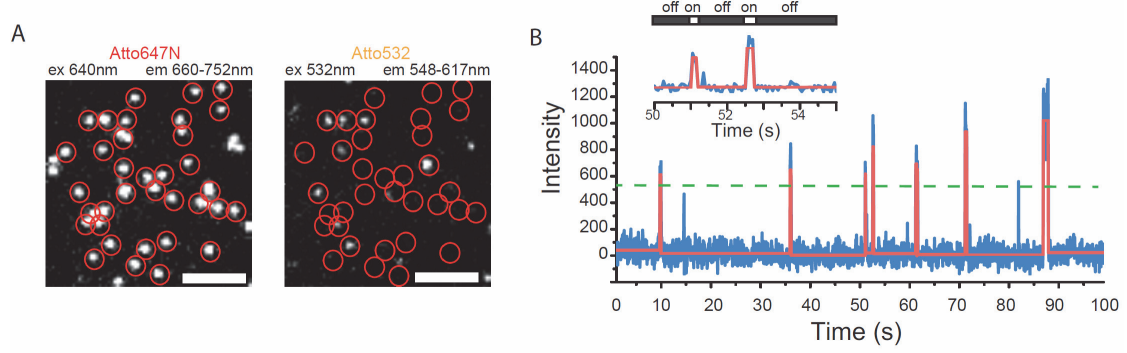 A
Atto647N
ex 640nm em 660-752nm
Atto532
ex 532nm em 548-617nm
B
off on off on off
50 52 54
Time (s)
Intensity
1400
1200
1000
800
600
400
200
0
0 10 20 30 40 50 60 70 80 90 100
Time (s)